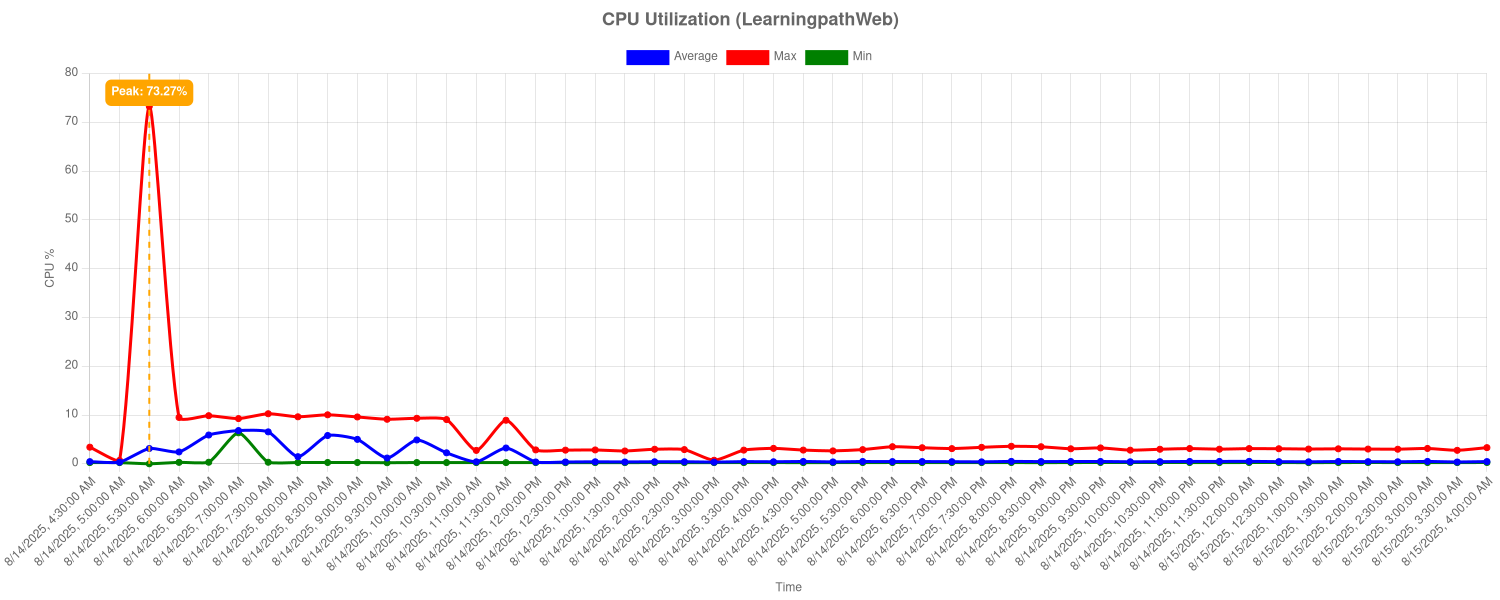 CPU Utilization (LearningpathWeb)
Average Max Min
80
Peak: 73.27%
70
60
50
40
30
20
10
0
CPU %
8/14/2025, 4:30:00 AM
8/14/2025, 5:00:00 AM
8/14/2025, 5:30:00 AM
8/14/2025, 6:00:00 AM
8/14/2025, 6:30:00 AM
8/14/2025, 7:00:00 AM
8/14/2025, 7:30:00 AM
8/14/2025, 8:00:00 AM
8/14/2025, 8:30:00 AM
8/14/2025, 9:00:00 AM
8/14/2025, 9:30:00 AM
8/14/2025, 10:00:00 AM
8/14/2025, 10:30:00 AM
8/14/2025, 11:00:00 AM
8/14/2025, 11:30:00 AM
8/14/2025, 12:00:00 PM
8/14/2025, 12:30:00 PM
8/14/2025, 1:00:00 PM
8/14/2025, 1:30:00 PM
8/14/2025, 2:00:00 PM
8/14/2025, 2:30:00 PM
8/14/2025, 3:00:00 PM
8/14/2025, 3:30:00 PM
8/14/2025, 4:00:00 PM
8/14/2025, 4:30:00 PM
8/14/2025, 5:00:00 PM
8/14/2025, 5:30:00 PM
8/14/2025, 6:00:00 PM
8/14/2025, 6:30:00 PM
8/14/2025, 7:00:00 PM
8/14/2025, 7:30:00 PM
8/14/2025, 8:00:00 PM
8/14/2025, 8:30:00 PM
8/14/2025, 9:00:00 PM
8/14/2025, 9:30:00 PM
8/14/2025, 10:00:00 PM
8/14/2025, 10:30:00 PM
8/14/2025, 11:00:00 PM
8/14/2025, 11:30:00 PM
8/15/2025, 12:00:00 AM
8/15/2025, 12:30:00 AM
8/15/2025, 1:00:00 AM
8/15/2025, 1:30:00 AM
8/15/2025, 2:00:00 AM
8/15/2025, 2:30:00 AM
8/15/2025, 3:00:00 AM
8/15/2025, 3:30:00 AM
8/15/2025, 4:00:00 AM
Time